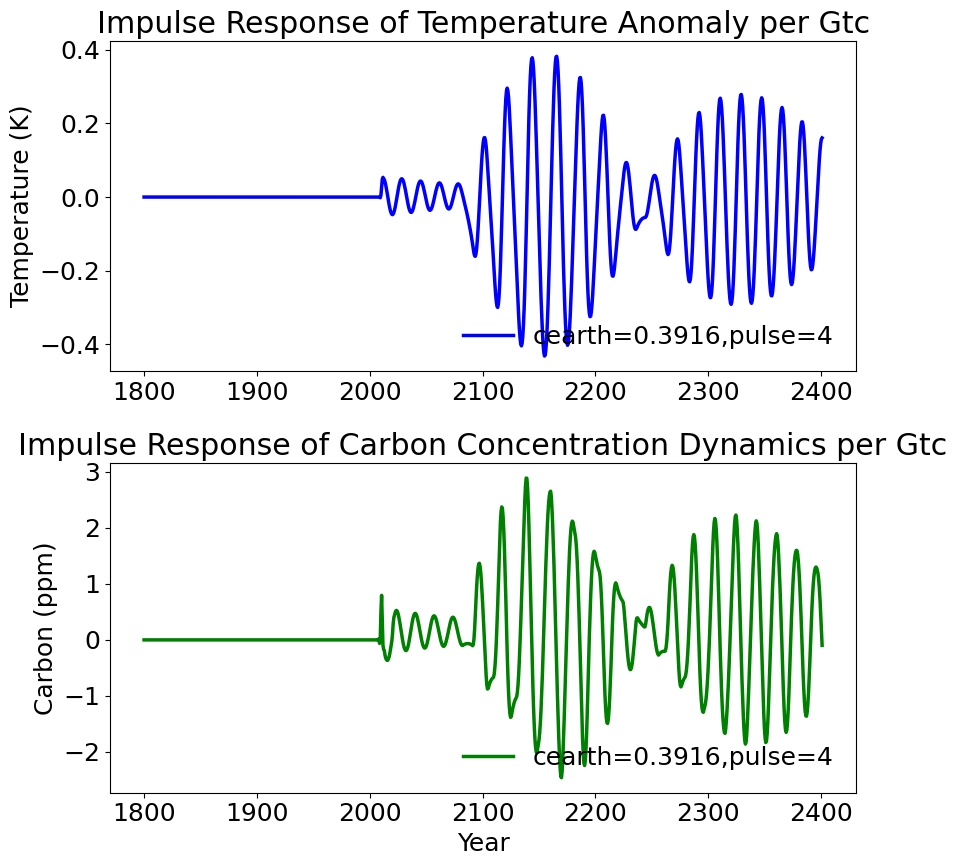 Impulse Response of Temperature Anomaly per Gtc
Temperature (K)
0.4
0.2
0.0
−0.2
−0.4
cearth=0.3916,pulse=4
1800 1900 2000 2100 2200 2300 2400
Impulse Response of Carbon Concentration Dynamics per Gtc
Carbon (ppm)
3
2
1
0
−1
−2
cearth=0.3916,pulse=4
1800 1900 2000 2100 2200 2300 2400
Year